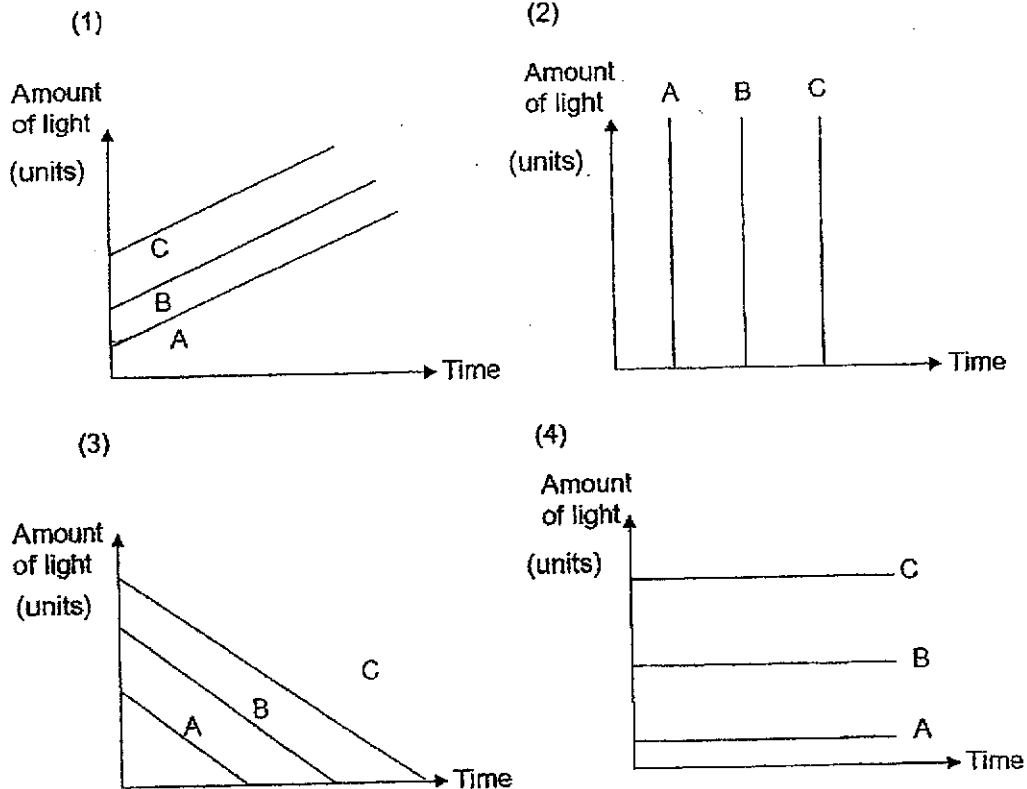 (1)
Amount
of light
(units)
C
B
A
Time
(2)
Amount
of light
(units)
A B C
Time
(3)
Amount
of light
(units)
C
B
A
Time
(4)
Amount
of light
(units)
C
B
A
Time